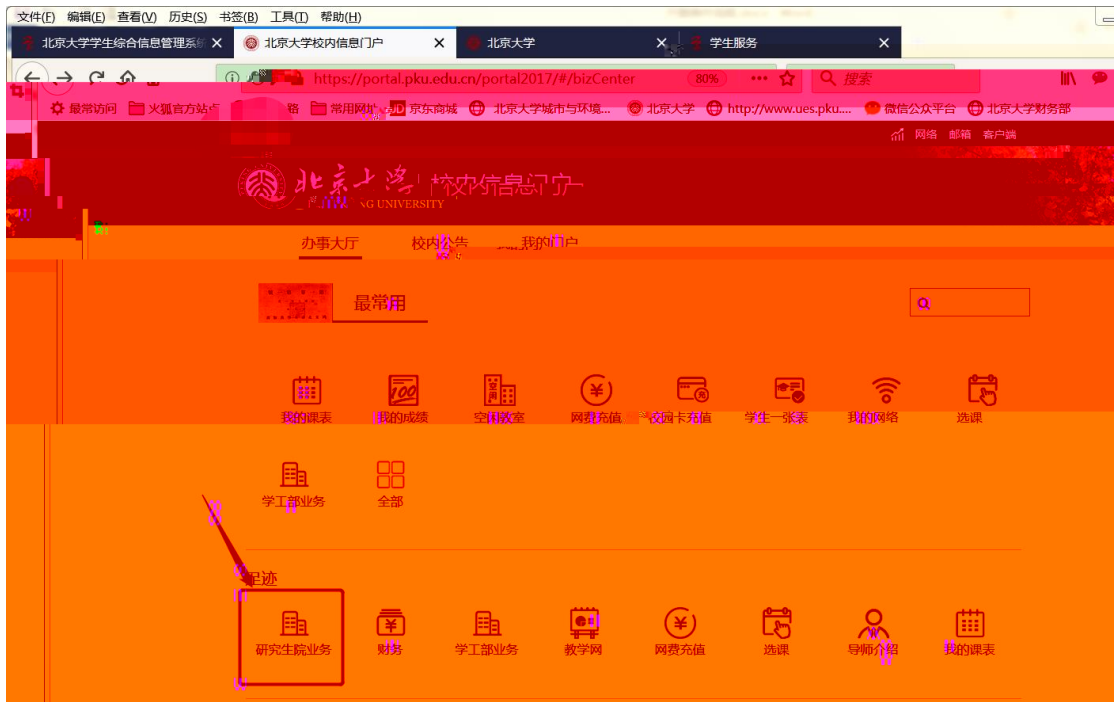 文件(F) 编辑(E) 查看(V) 历史(S) 书签(B) 工具(T) 帮助(H)
北京大学学生综合信息管理系统 北京大学校内信息门户 北京大学 学生服务
https://portal.pku.edu.cn/portal2017/#/bizCenter 80% 搜索
最常访问 火狐官方站点 常用网址 JD 京东商城 北京大学城市与环境... 北京大学 http://www.ues.pku.... 微信公众平台 北京大学财务部
网络 邮箱 客户端
北京大学 校内信息门户
NG UNIVERSITY
办事大厅 校内公告 我的门户
最常用
我的课表 我的成绩 空闲教室 网费充值 校园卡充值 学生一张表 我的网络 选课
学工部业务 全部
足迹
研究生院业务 财务 学工部业务 教学网 网费充值 选课 导师介绍 我的课表